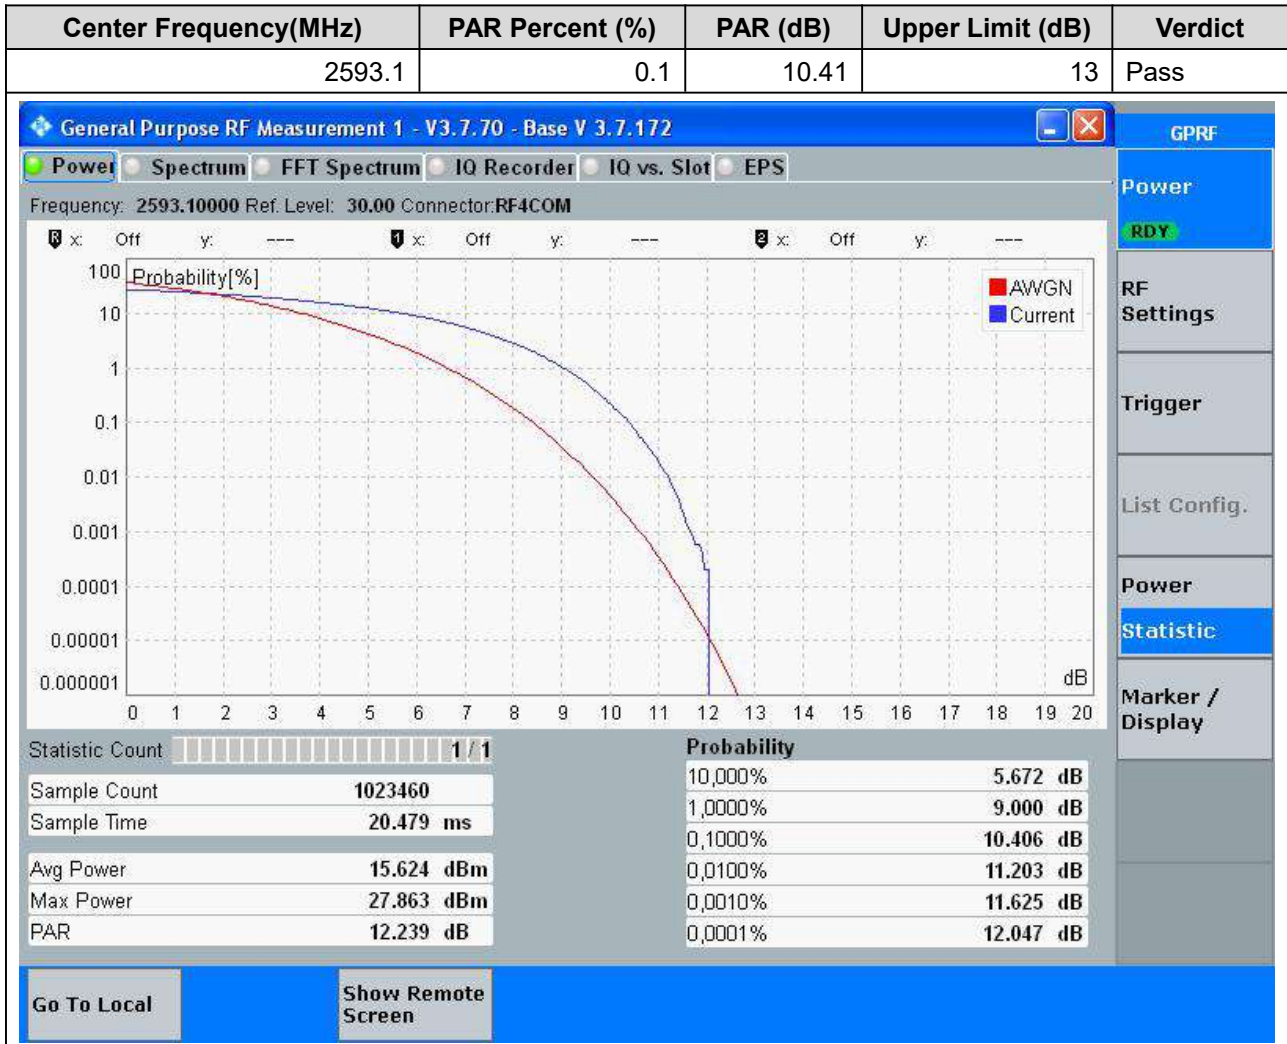 Center Frequency(MHz) PAR Percent (%) PAR (dB) Upper Limit (dB) Verdict
2593.1 0.1 10.41 13 Pass
General Purpose RF Measurement 1 - V3.7.70 - Base V 3.7.172
GPRF
Power Spectrum FFT Spectrum IQ Recorder IQ vs. Slot EPS
Frequency: 2593.10000 Ref. Level: 30.00 Connector:RF4COM
R x: Off y: --- 1 x: Off y: --- 2 x: Off y: ---
Probability[%]
AWGN
Current
100
10
1
0.1
0.01
0.001
0.0001
0.00001
0.000001
dB
0 1 2 3 4 5 6 7 8 9 10 11 12 13 14 15 16 17 18 19 20
Statistic Count 1 / 1
Sample Count 1023460
Sample Time 20.479 ms
Avg Power 15.624 dBm
Max Power 27.863 dBm
PAR 12.239 dB
Probability
10,000% 5.672 dB
1,0000% 9.000 dB
0,1000% 10.406 dB
0,0100% 11.203 dB
0,0010% 11.625 dB
0,0001% 12.047 dB
Power
RDY
RF
Settings
Trigger
List Config.
Power
Statistic
Marker /
Display
Go To Local
Show Remote
Screen